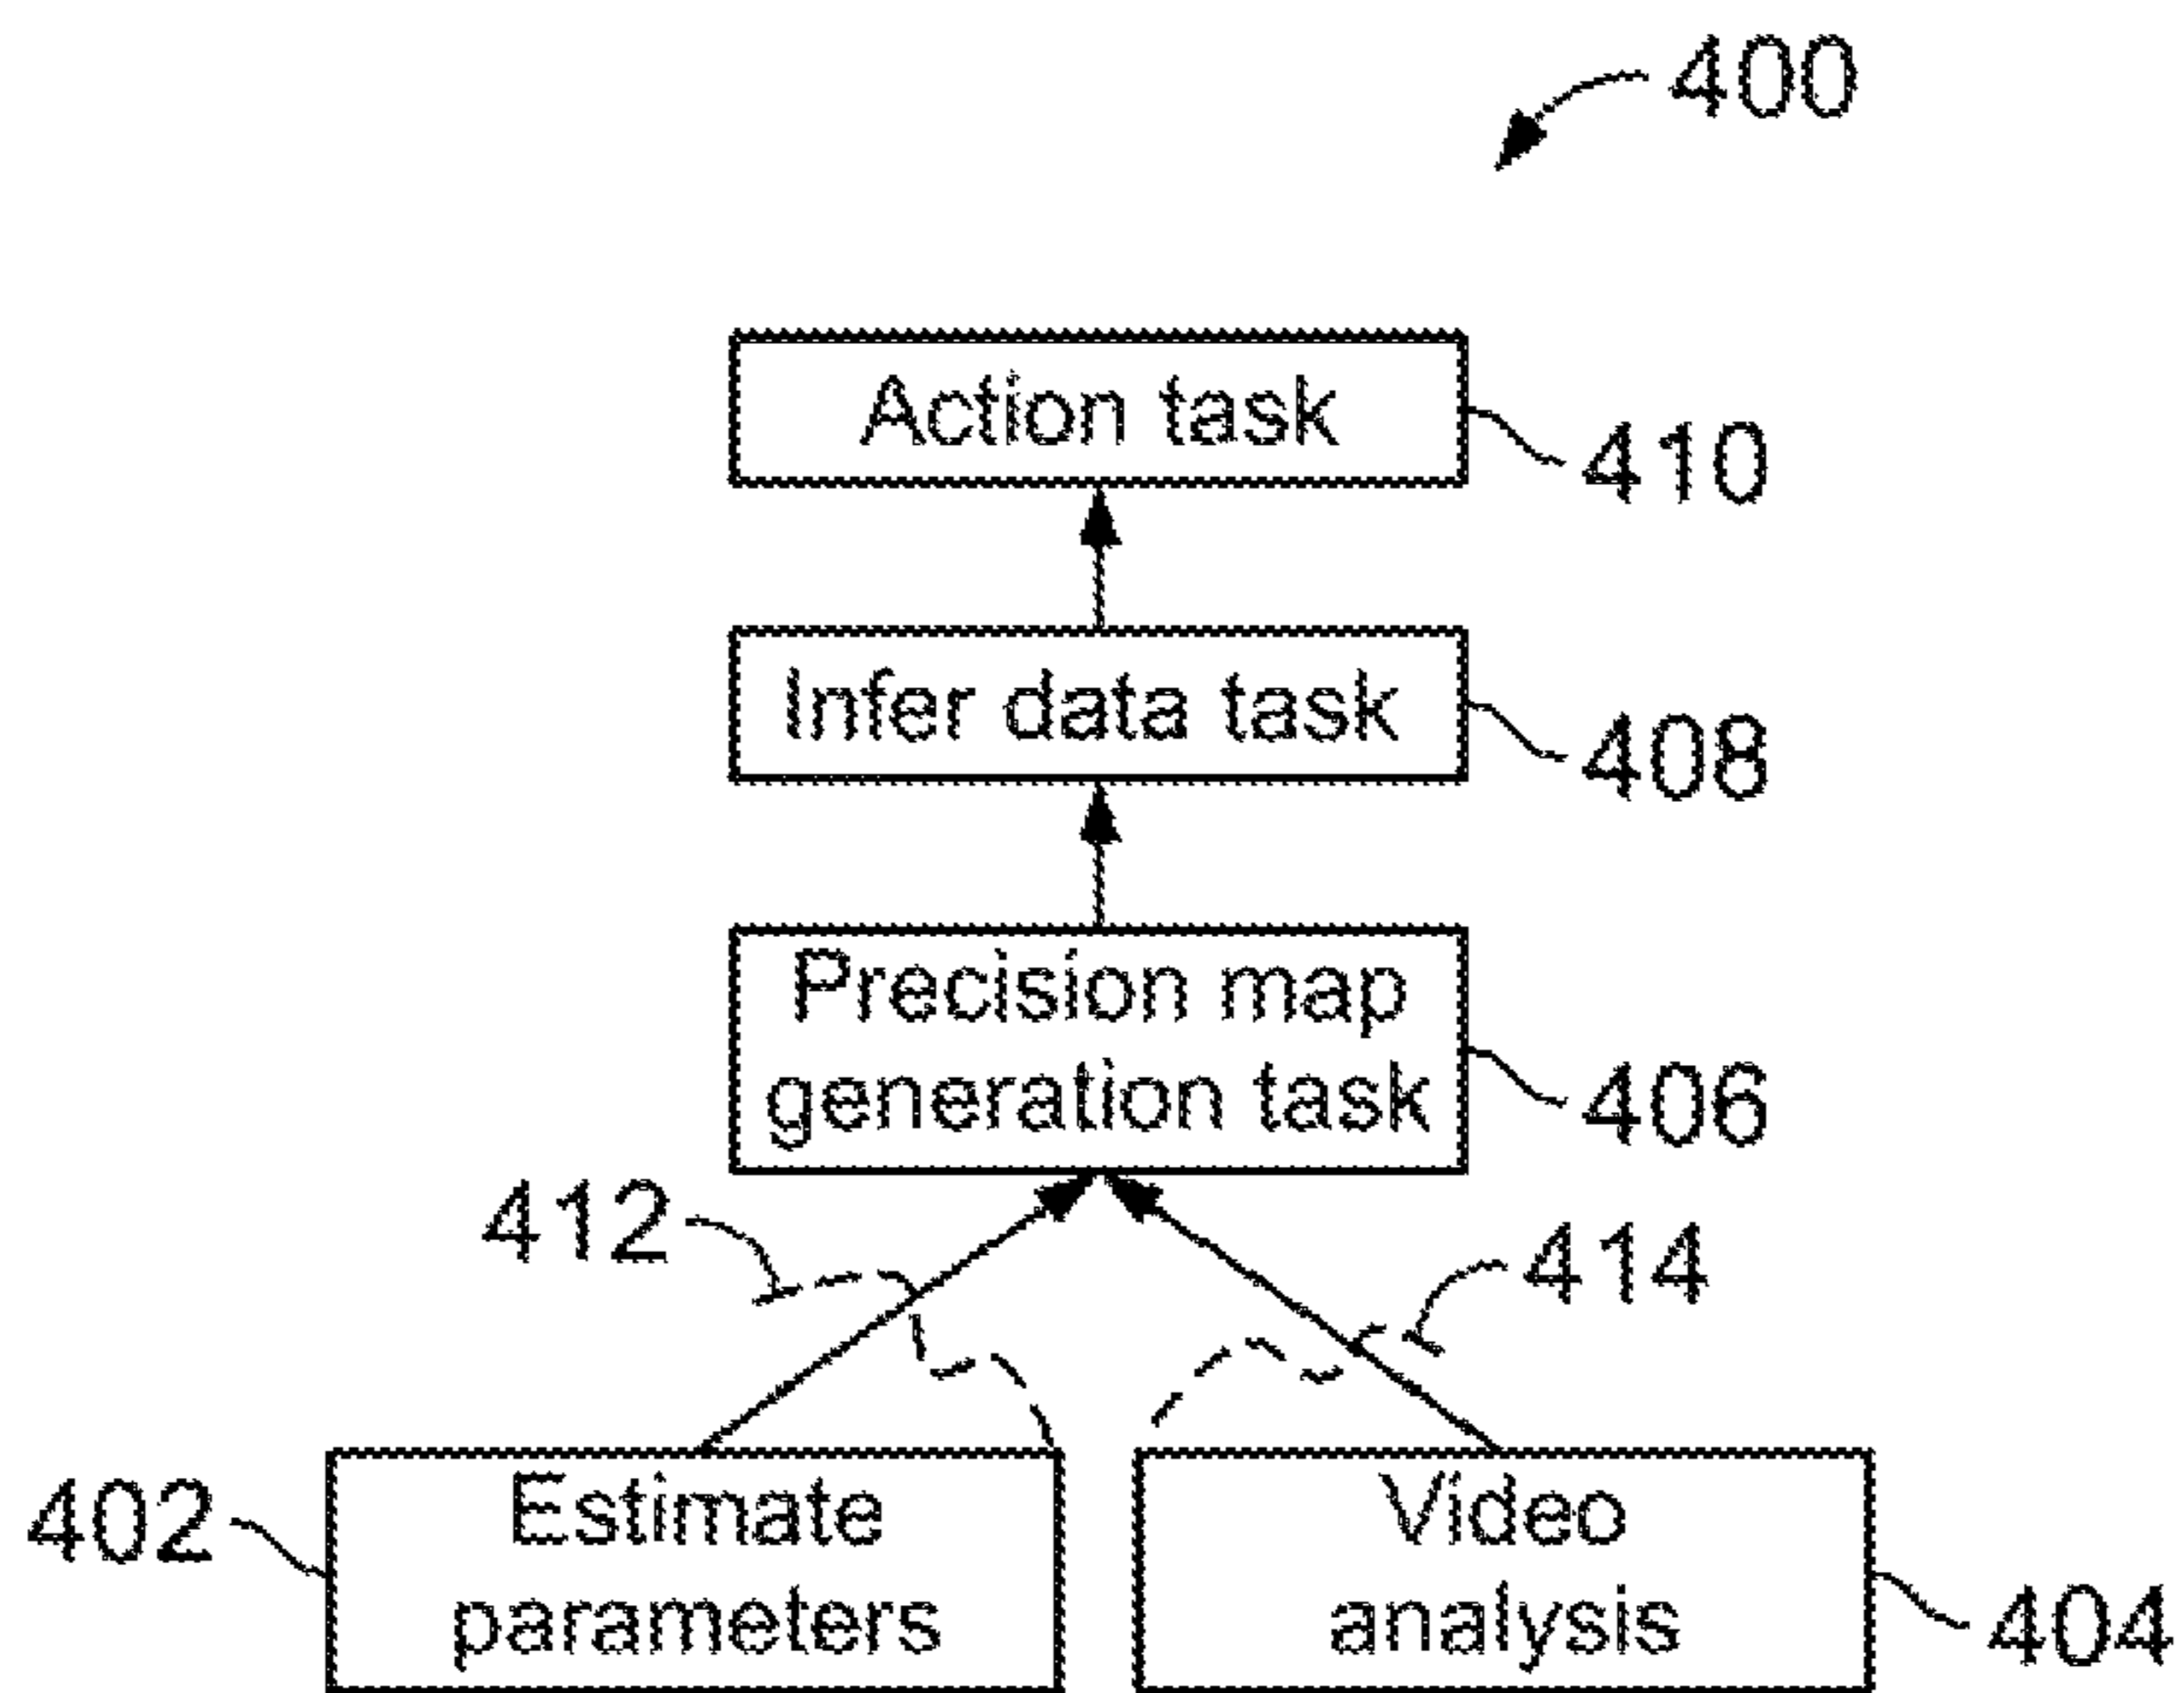 400
Action task
410
Infer data task
408
Precision map
generation task
406
412
414
402
Estimate
parameters
Video
analysis
404